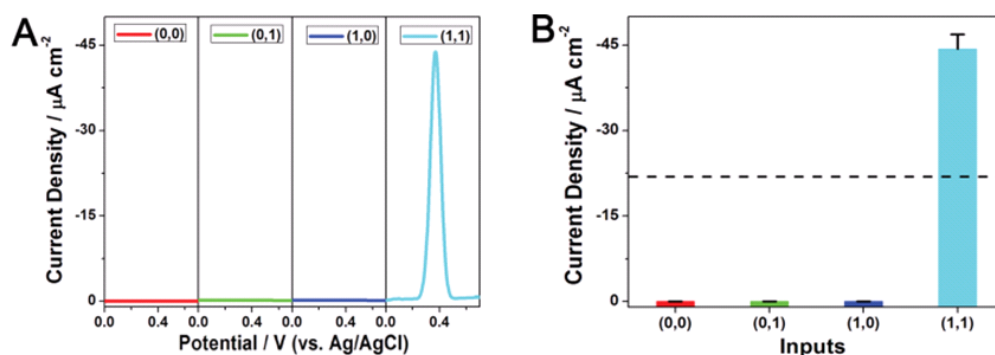 A
Current Density / μA cm-2
-45
-30
-15
0
(0,0)
(0,1)
(1,0)
(1,1)
0.0 0.4 0.0 0.4 0.0 0.4 0.0 0.4
Potential / V (vs. Ag/AgCl)
B
Current Density / μA cm-2
-45
-30
-15
0
(0,0) (0,1) (1,0) (1,1)
Inputs